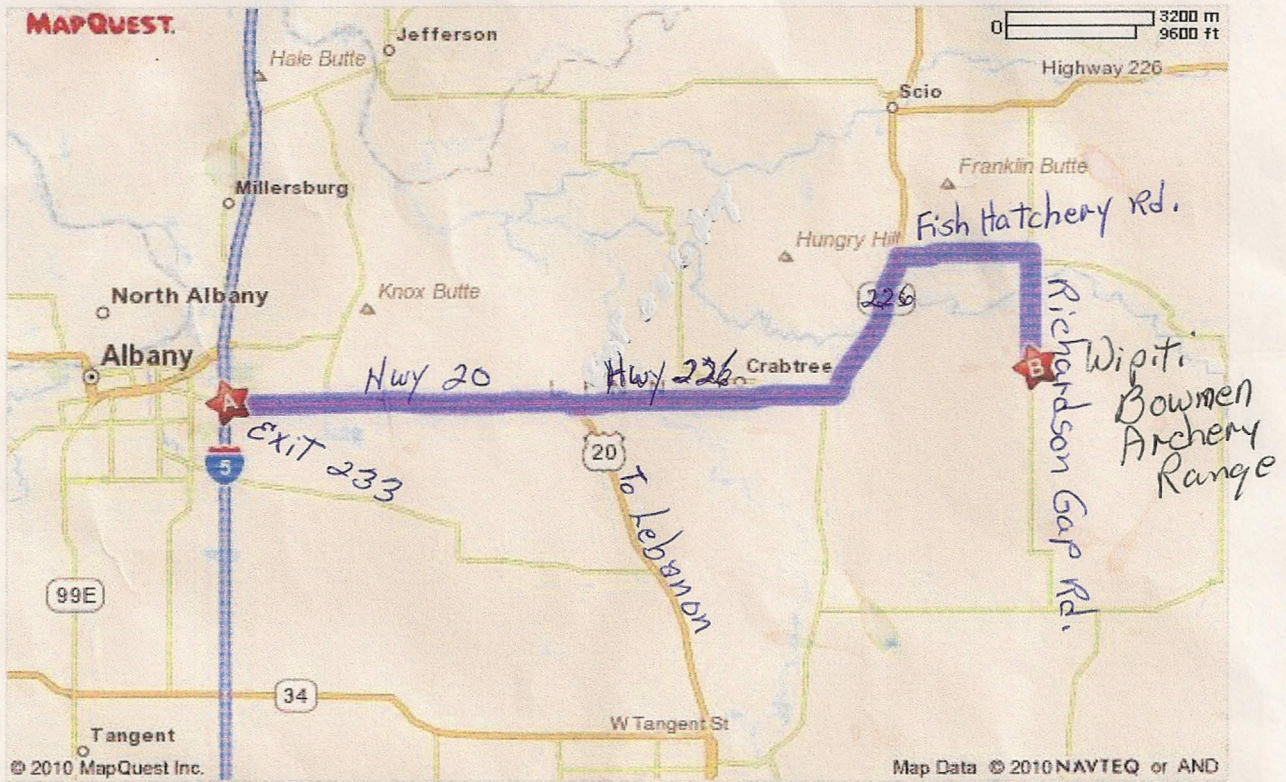 MAPQUEST.
0
3200 m
9600 ft
Jefferson
Hale Butte
Highway 226
Scio
Millersburg
Franklin Butte
Fish Hatchery Rd.
Hungry Hill
North Albany
Knox Butte
226
Albany
Hwy 20
Hwy 226
Crabtree
A
B
Wipiti
Bowmen
Archery
Range
Exit 233
5
20
To Lebanon
Richardson Gap Rd.
99E
34
W Tangent St
Tangent
© 2010 MapQuest Inc.
Map Data © 2010 NAVTEQ or AND